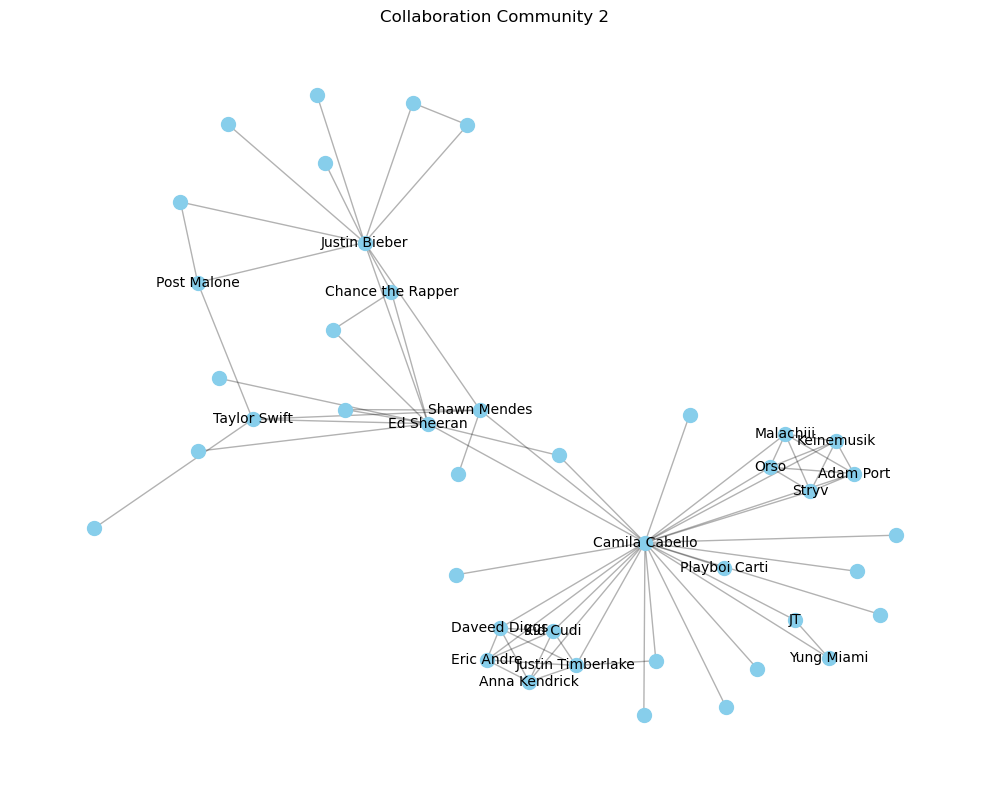 Collaboration Community 2
Justin Bieber
Post Malone
Chance the Rapper
Shawn Mendes
Taylor Swift
Ed Sheeran
Malachiii
Keinemusik
Orso
Adam Port
Stryv
Camila Cabello
Playboi Carti
JT
Daveed Diggs
Kid Cudi
Yung Miami
Eric Andre
Justin Timberlake
Anna Kendrick